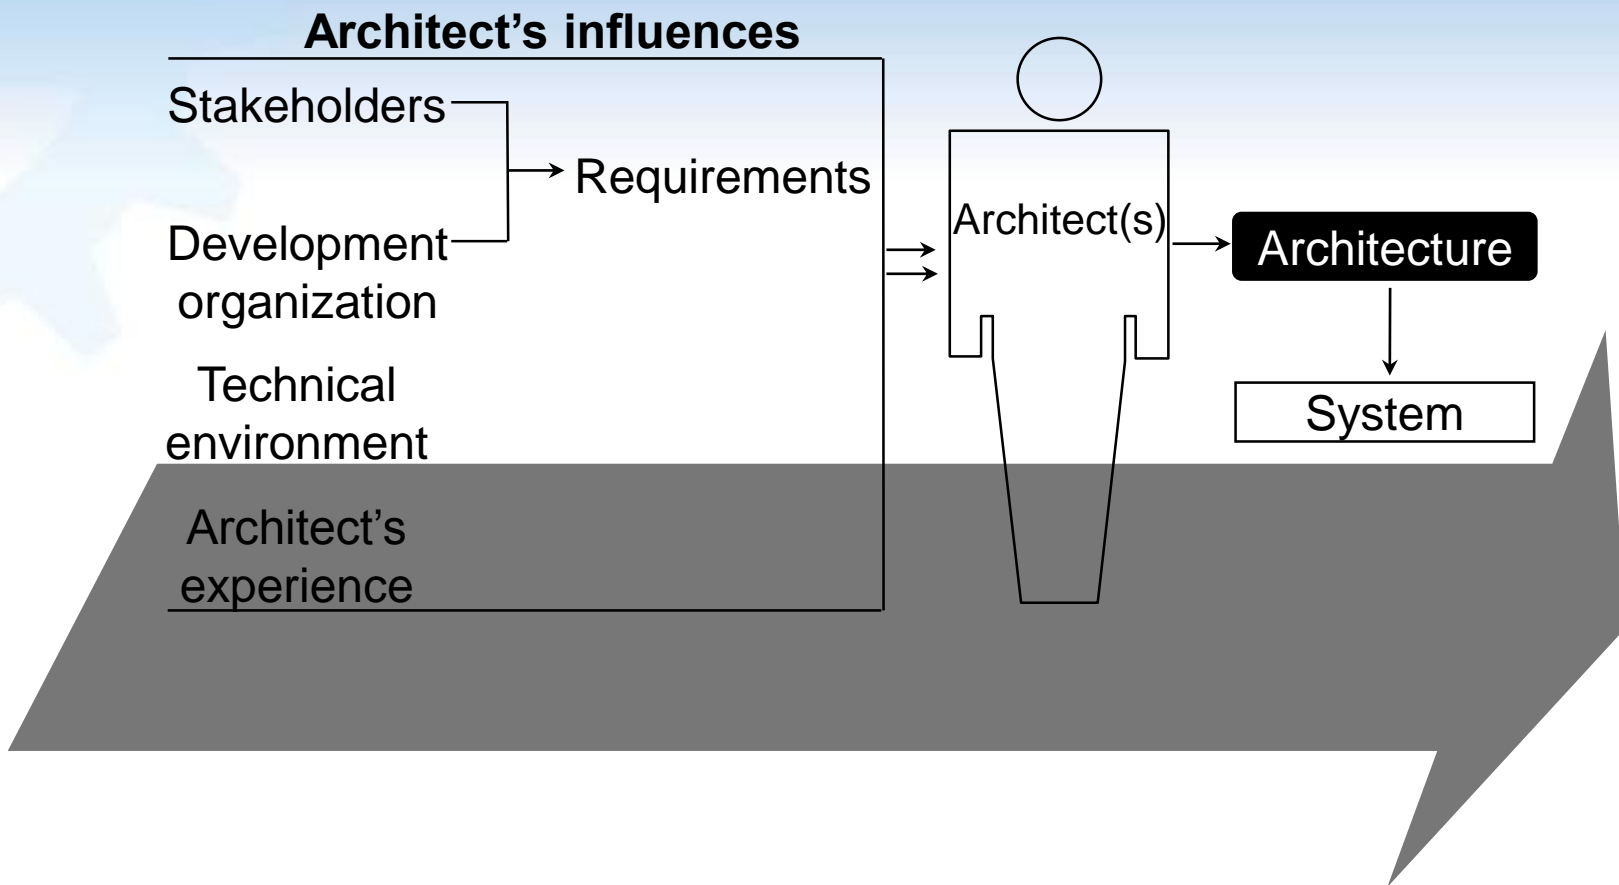 Architect’s influences
Stakeholders
Requirements
Development
organization
Technical
environment
Architect’s
experience
Architect(s)
Architecture
System